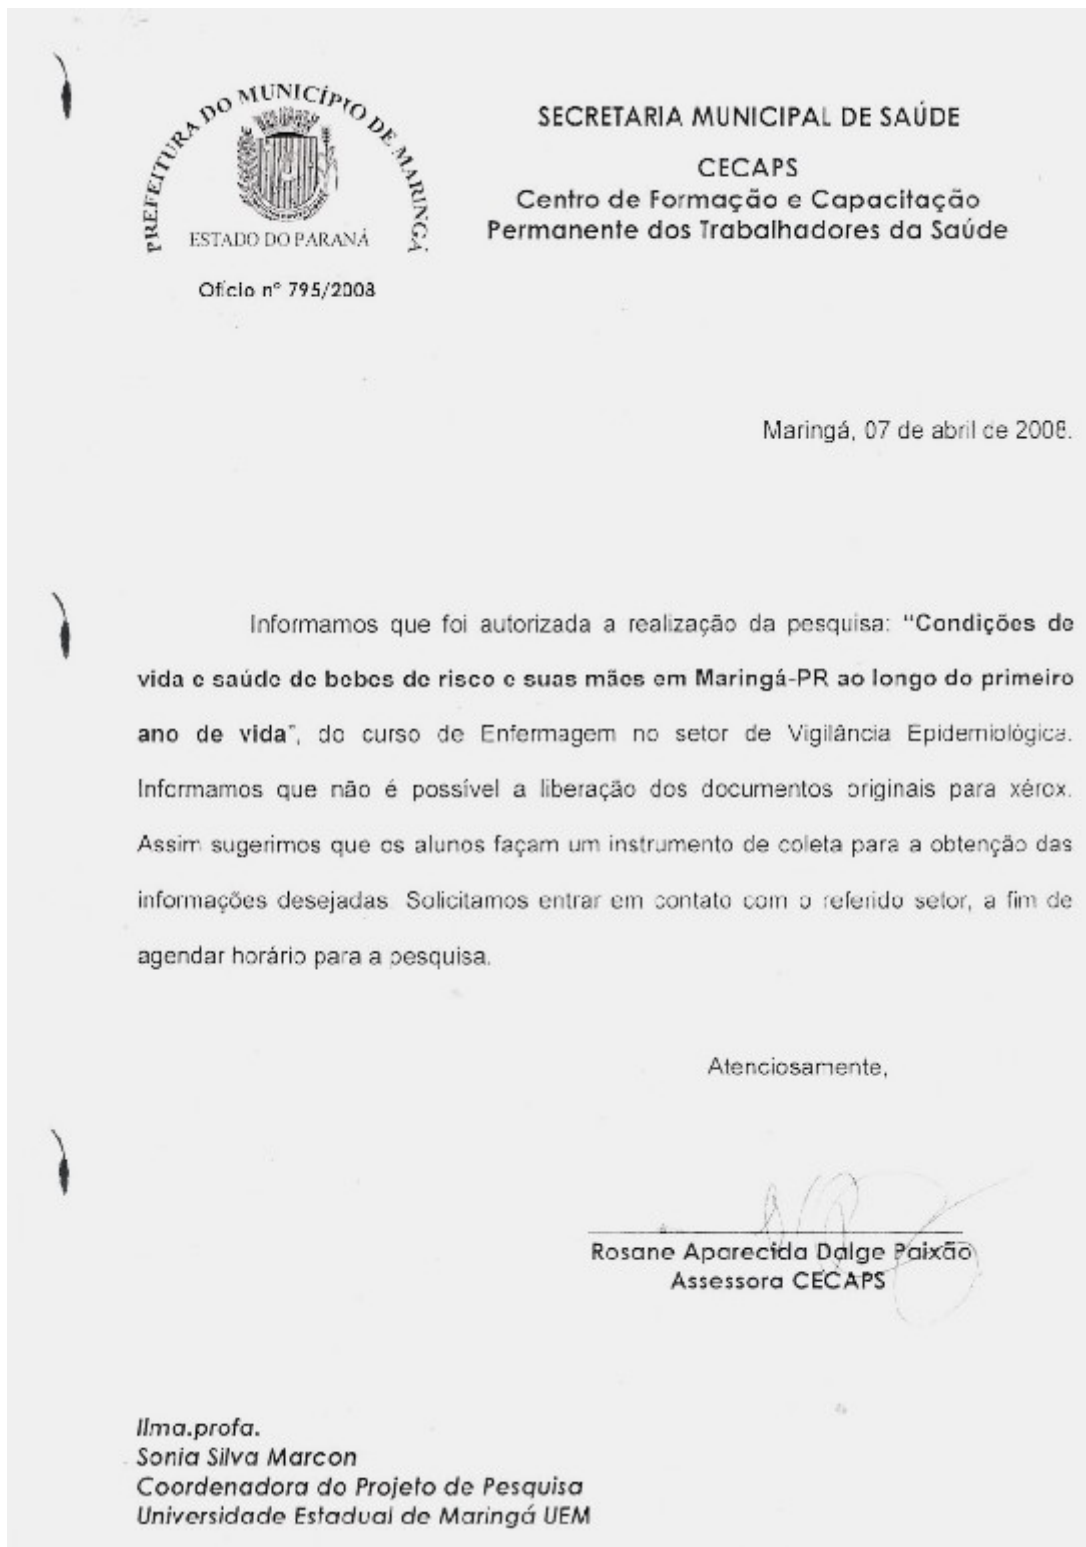 PREFEITURA DO MUNICÍPIO DE MARINGÁ
ESTADO DO PARANÁ
Ofício nº 795/2008
SECRETARIA MUNICIPAL DE SAÚDE
CECAPS
Centro de Formação e Capacitação
Permanente dos Trabalhadores da Saúde
Maringá, 07 de abril de 2008.
Informamos que foi autorizada a realização da pesquisa: “Condições de
vida e saúde de bebes de risco e suas mães em Maringá-PR ao longo do primeiro
ano de vida”, do curso de Enfermagem no setor de Vigilância Epidemiológica.
Informamos que não é possível a liberação dos documentos originais para xérox.
Assim sugerimos que os alunos façam um instrumento de coleta para a obtenção das
informações desejadas. Solicitamos entrar em contato com o referido setor, a fim de
agendar horário para a pesquisa.
Atenciosamente,
Rosane Aparecida Dalge Paixão
Assessora CECAPS
Ilma.profa.
Sonia Silva Marcon
Coordenadora do Projeto de Pesquisa
Universidade Estadual de Maringá UEM